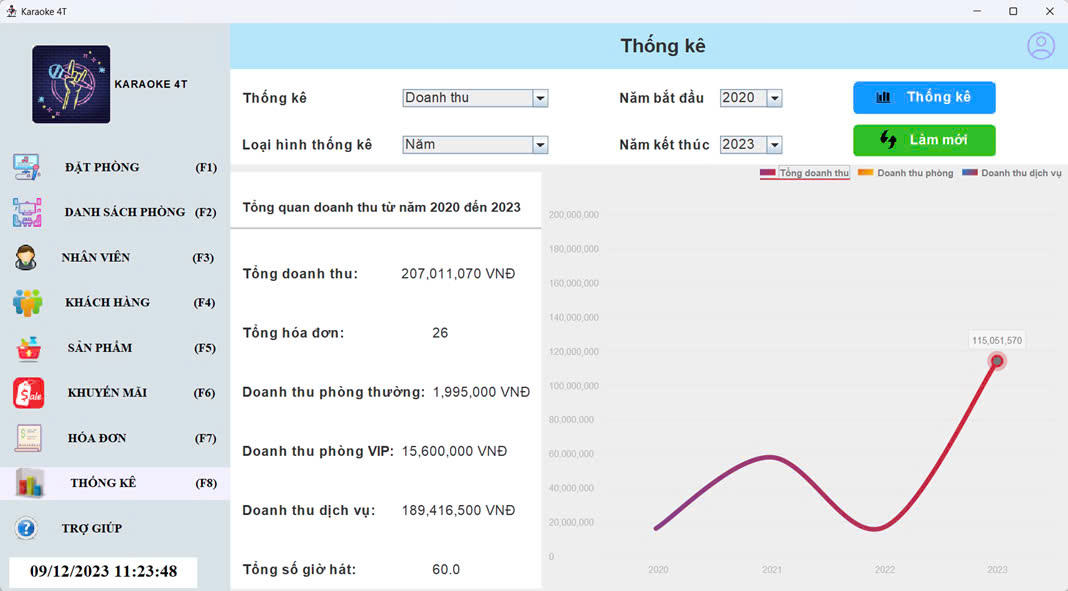 Karaoke 4T
KARAOKE 4T
ĐẶT PHÒNG (F1)
DANH SÁCH PHÒNG (F2)
NHÂN VIÊN (F3)
KHÁCH HÀNG (F4)
SẢN PHẨM (F5)
Sale
KHUYẾN MÃI (F6)
HÓA ĐƠN (F7)
THỐNG KÊ (F8)
TRỢ GIÚP
09/12/2023 11:23:48
Thống kê
Thống kê Doanh thu Năm bắt đầu 2020 Thống kê
Loại hình thống kê Năm Năm kết thúc 2023 Làm mới
Tổng quan doanh thu từ năm 2020 đến 2023
Tổng doanh thu: 207,011,070 VNĐ
Tổng hóa đơn: 26
Doanh thu phòng thường: 1,995,000 VNĐ
Doanh thu phòng VIP: 15,600,000 VNĐ
Doanh thu dịch vụ: 189,416,500 VNĐ
Tổng số giờ hát: 60.0
Tổng doanh thu Doanh thu phòng Doanh thu dịch vụ
200,000,000
180,000,000
160,000,000
140,000,000
120,000,000
100,000,000
80,000,000
60,000,000
40,000,000
20,000,000
0
115,051,570
2020 2021 2022 2023